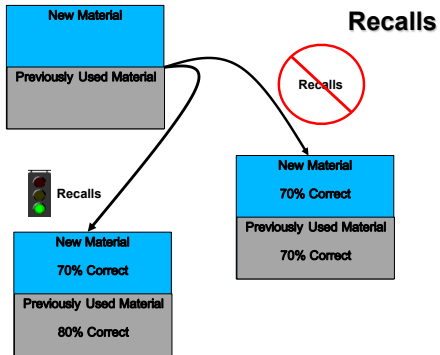 Recalls
New Material
Previously Used Material
Recalls
Recalls
New Material
70% Correct
Previously Used Material
70% Correct
New Material
70% Correct
Previously Used Material
80% Correct